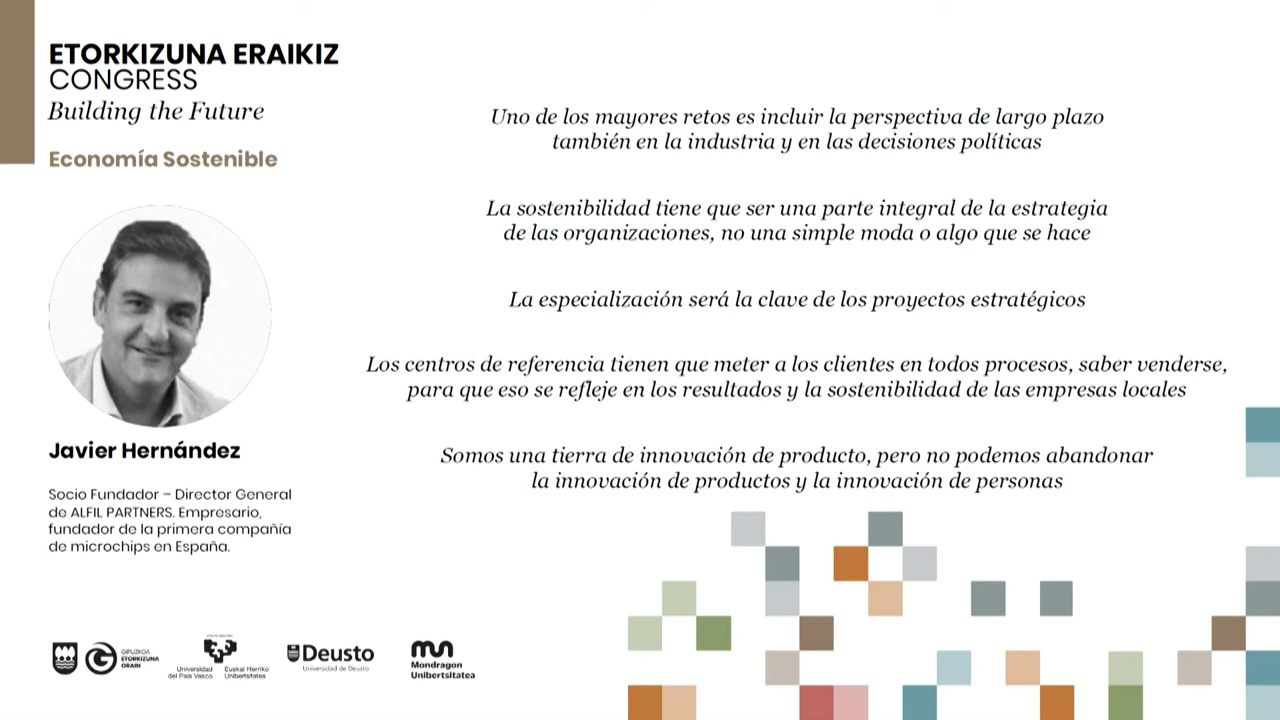 ETORKIZUNA ERAIKIZ
CONGRESS
Building the Future
Economía Sostenible
Javier Hernández
Socio Fundador – Director General
de ALFIL PARTNERS. Empresario,
fundador de la primera compañía
de microchips en España.
Uno de los mayores retos es incluir la perspectiva de largo plazo
también en la industria y en las decisiones políticas
La sostenibilidad tiene que ser una parte integral de la estrategia
de las organizaciones, no una simple moda o algo que se hace
La especialización será la clave de los proyectos estratégicos
Los centros de referencia tienen que meter a los clientes en todos procesos, saber venderse,
para que eso se refleje en los resultados y la sostenibilidad de las empresas locales
Somos una tierra de innovación de producto, pero no podemos abandonar
la innovación de productos y la innovación de personas
GIPUZKOA
ETORKIZUNA
ORAIN
Universidad
del País Vasco
Euskal Herriko
Unibertsitatea
Deusto
Universidad de Deusto
Mondragon
Unibertsitatea